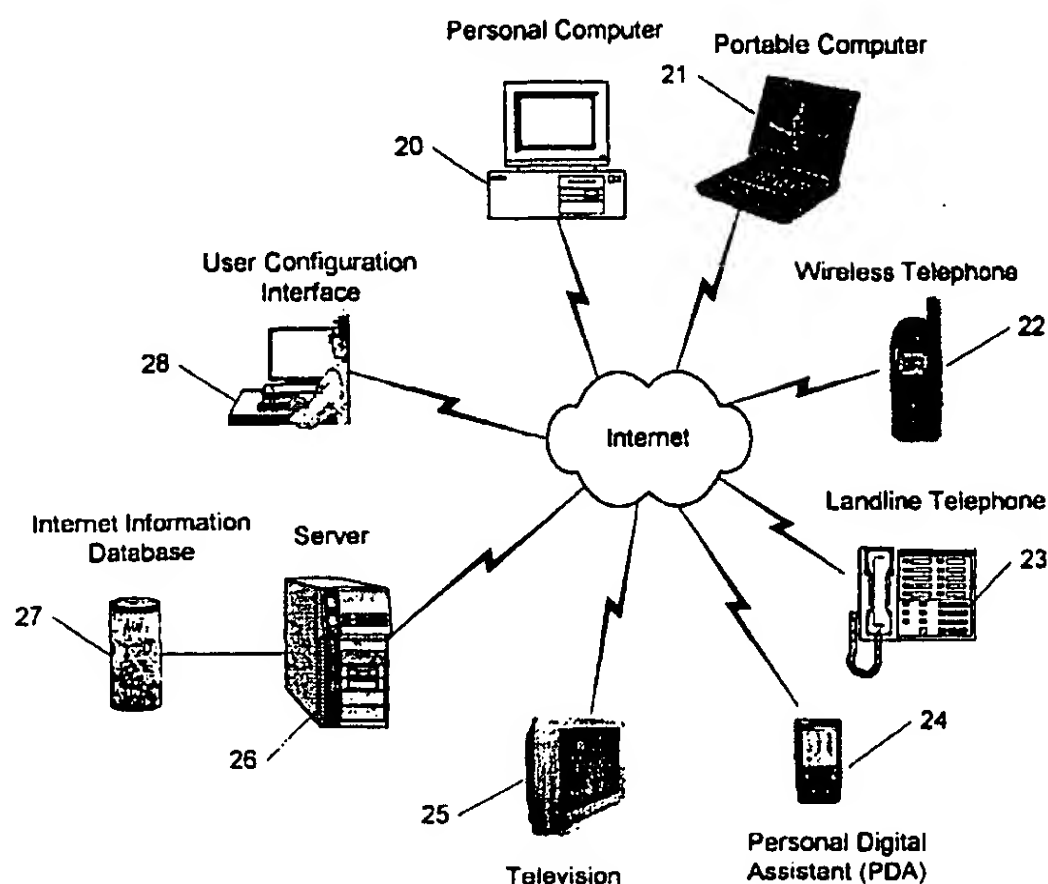 Personal Computer
Portable Computer
21
20
User Configuration
Interface
Wireless Telephone
22
28
Internet
Internet Information
Database
Server
Landline Telephone
23
27
26
25
24
Television
Personal Digital
Assistant (PDA)